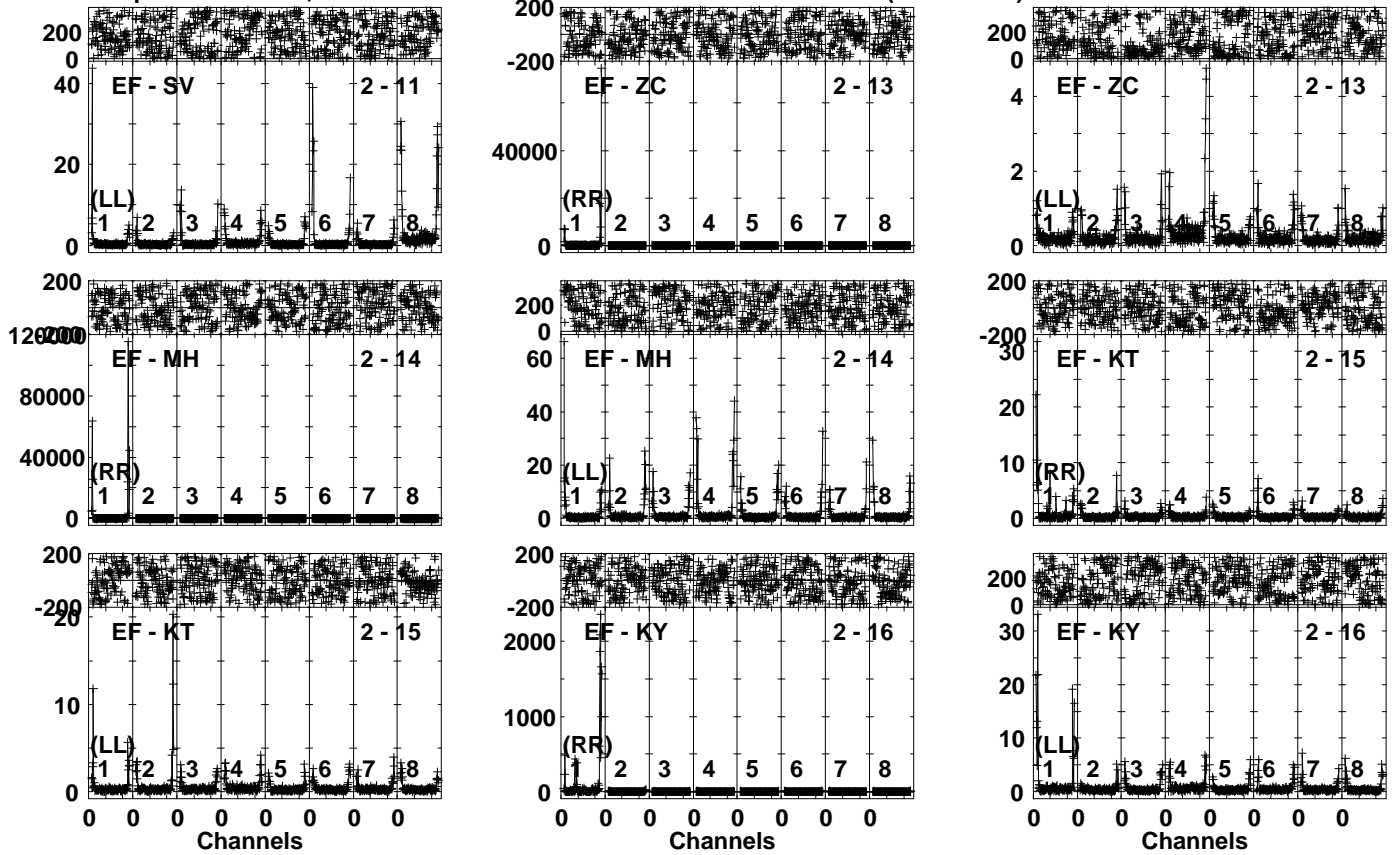 200 0
200 -200
200 0
EF - SV 2 - 11
40 20 0
(LL)
1 2 3 4 5 6 7 8
EF - ZC 2 - 13
40000 0
(RR)
1 2 3 4 5 6 7 8
EF - ZC 2 - 13
4 2 0
(LL)
1 2 3 4 5 6 7 8
200 -200
200 0
200 -200
EF - MH 2 - 14
120000 80000 40000 0
(RR)
1 2 3 4 5 6 7 8
EF - MH 2 - 14
60 40 20 0
(LL)
1 2 3 4 5 6 7 8
EF - KT 2 - 15
30 20 10 0
(RR)
1 2 3 4 5 6 7 8
200 -200
200 -200
200 0
EF - KT 2 - 15
20 10 0
(LL)
1 2 3 4 5 6 7 8
EF - KY 2 - 16
2000 1000 0
(RR)
1 2 3 4 5 6 7 8
EF - KY 2 - 16
30 20 10 0
(LL)
1 2 3 4 5 6 7 8
0 0 0 0 0 0 0 0
0 0 0 0 0 0 0 0
0 0 0 0 0 0 0
Channels
Channels